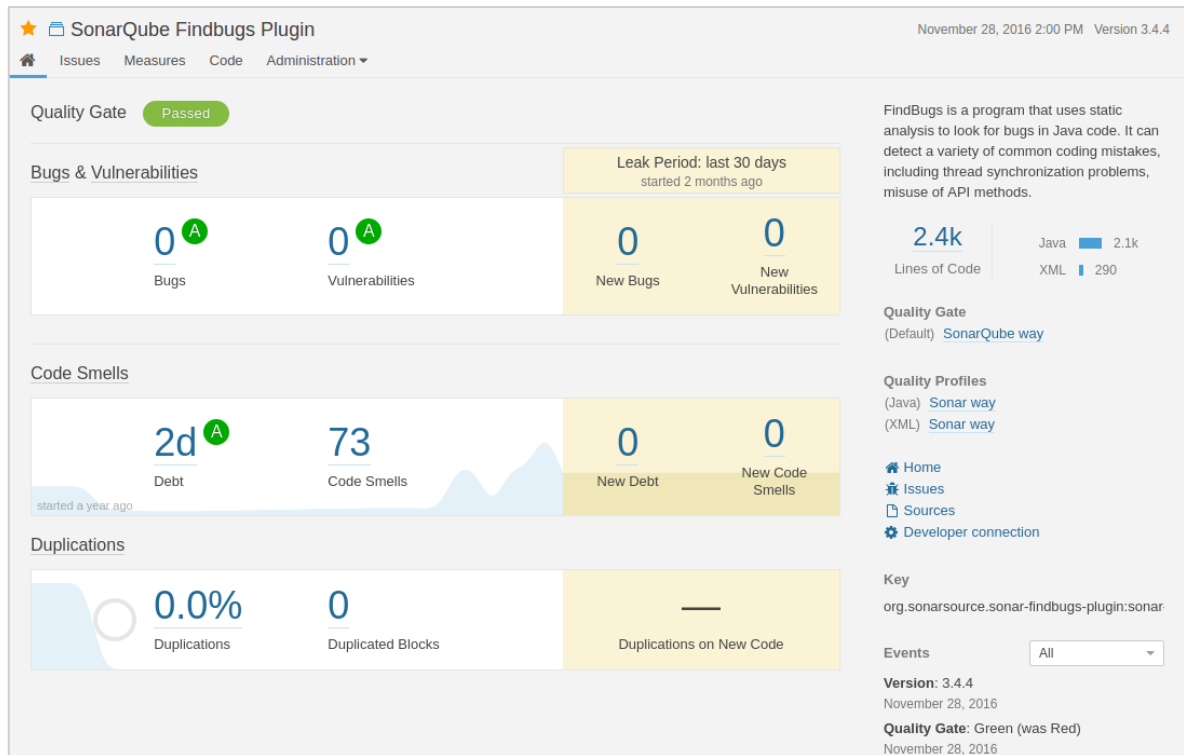 SonarQube Findbugs Plugin
November 28, 2016 2:00 PM Version 3.4.4
Issues Measures Code Administration
Quality Gate Passed
Bugs & Vulnerabilities
Leak Period: last 30 days
started 2 months ago
0 A
Bugs
0 A
Vulnerabilities
0
New Bugs
0
New
Vulnerabilities
Code Smells
2d A
Debt
73
Code Smells
started a year ago
0
New Debt
0
New Code
Smells
Duplications
0.0%
Duplications
0
Duplicated Blocks
—
Duplications on New Code
FindBugs is a program that uses static
analysis to look for bugs in Java code. It can
detect a variety of common coding mistakes,
including thread synchronization problems,
misuse of API methods.
2.4k
Lines of Code
Java 2.1k
XML 290
Quality Gate
(Default) SonarQube way
Quality Profiles
(Java) Sonar way
(XML) Sonar way
Home
Issues
Sources
Developer connection
Key
org.sonarsource.sonar-findbugs-plugin:sonar-
Events All
Version: 3.4.4
November 28, 2016
Quality Gate: Green (was Red)
November 28, 2016